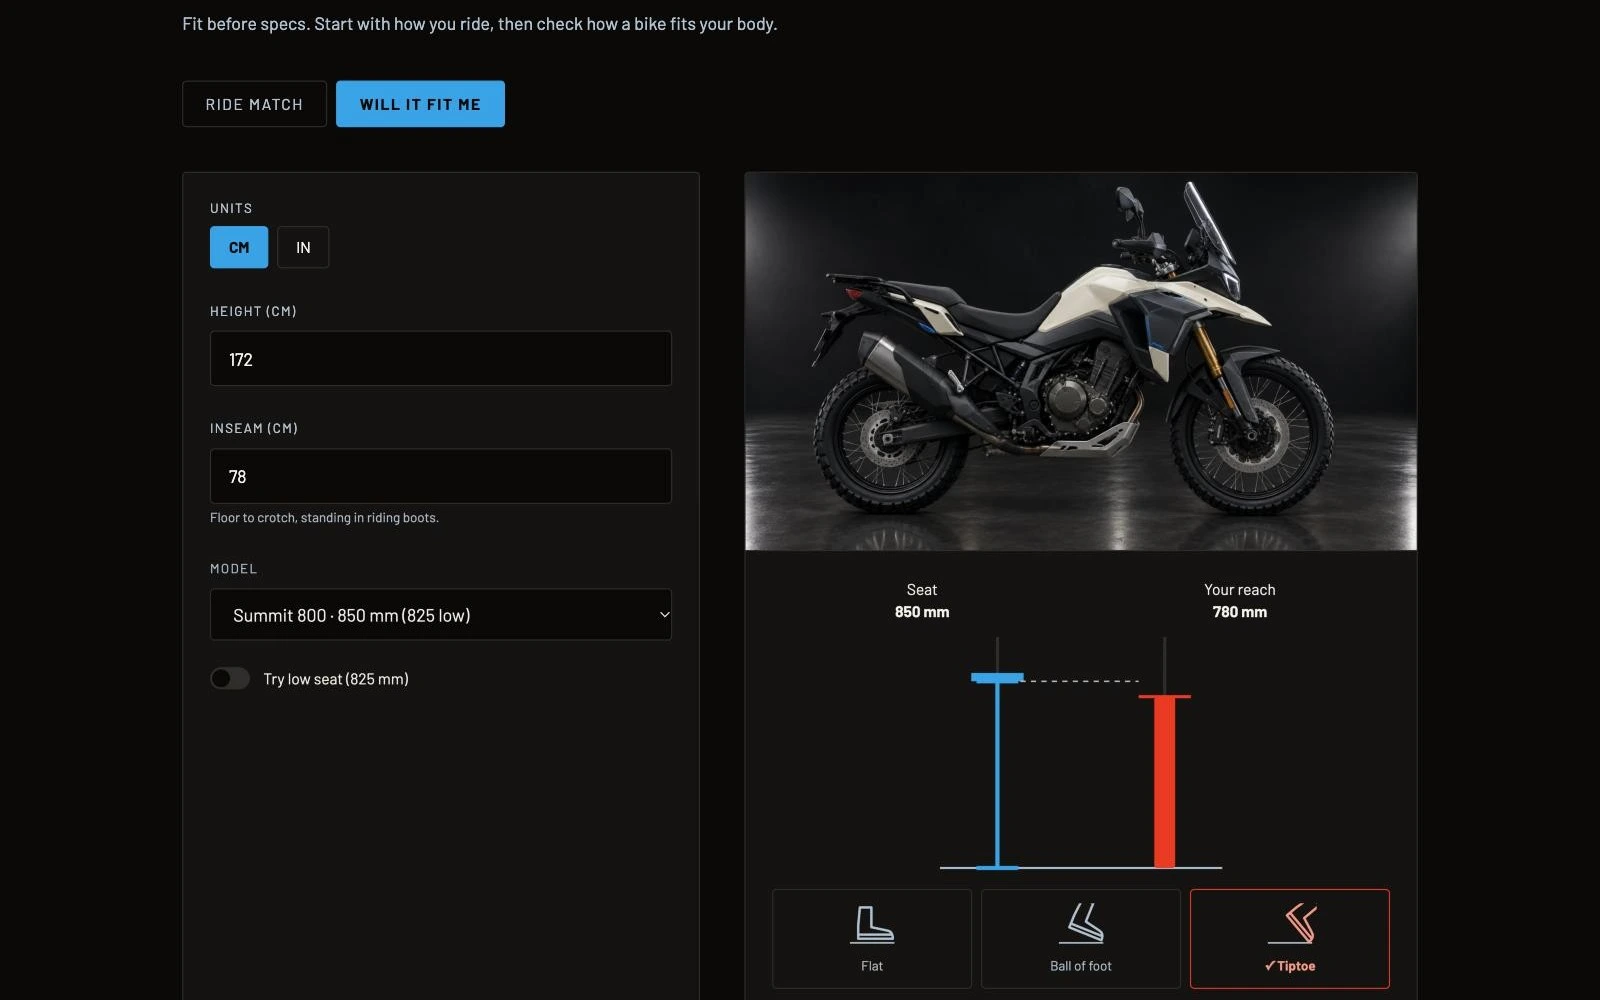 Fit before specs. Start with how you ride, then check how a bike fits your body.
RIDE MATCH
WILL IT FIT ME
UNITS
CM
IN
HEIGHT (CM)
172
INSEAM (CM)
78
Floor to crotch, standing in riding boots.
MODEL
Summit 800 · 850 mm (825 low)
Try low seat (825 mm)
Seat
850 mm
Your reach
780 mm
Flat
Ball of foot
✓Tiptoe